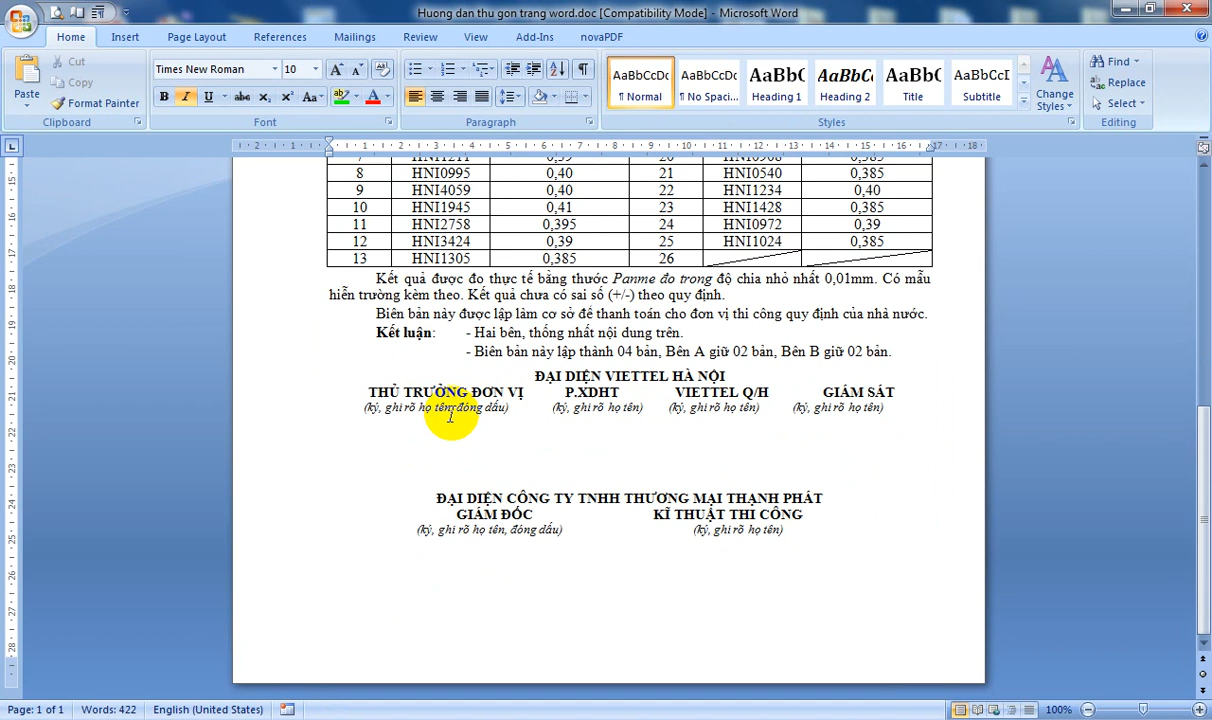 Huong dan thu gon trang word.doc [Compatibility Mode] - Microsoft Word
Home Insert Page Layout References Mailings Review View Add-Ins novaPDF
Paste
Cut
Copy
Format Painter
Clipboard
Times New Roman 10
Font
Paragraph
AaBbCcDc AaBbCcDc AaBbC AaBbCc AaBbC AaBbCcI
¶ Normal ¶ No Spaci... Heading 1 Heading 2 Title Subtitle
Change Styles
Styles
Find
Replace
Select
Editing
8 HNI0995 0,40 21 HNI0540 0,385
9 HNI4059 0,40 22 HNI1234 0,40
10 HNI1945 0,41 23 HNI1428 0,385
11 HNI2758 0,395 24 HNI0972 0,39
12 HNI3424 0,39 25 HNI1024 0,385
13 HNI1305 0,385 26
Kết quả được đo thực tế bằng thước Panme đo trong độ chia nhỏ nhất 0,01mm. Có mẫu
hiễn trường kèm theo. Kết quả chưa có sai số (+/-) theo quy định.
Biên bản này được lập làm cơ sở để thanh toán cho đơn vị thi công quy định của nhà nước.
Kết luận: - Hai bên, thống nhất nội dung trên.
- Biên bản này lập thành 04 bản, Bên A giữ 02 bản, Bên B giữ 02 bản.
ĐẠI DIỆN VIETTEL HÀ NỘI
THỦ TRƯỞNG ĐƠN VỊ P.XDHT VIETTEL Q/H GIÁM SÁT
(ký, ghi rõ họ tên, đóng dấu) (ký, ghi rõ họ tên) (ký, ghi rõ họ tên) (ký, ghi rõ họ tên)
ĐẠI DIỆN CÔNG TY TNHH THƯƠNG MẠI THẠNH PHÁT
GIÁM ĐỐC KĨ THUẬT THI CÔNG
(ký, ghi rõ họ tên, đóng dấu) (ký, ghi rõ họ tên)
Page: 1 of 1 Words: 422 English (United States) 100%